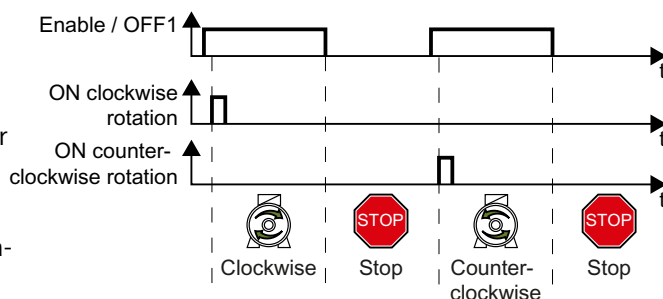 Enable / OFF1
t
ON clockwise
rotation
r
t
ON counter-
clockwise rotation
t
STOP
STOP
n-
Clockwise
Stop
Counter-
clockwise
Stop